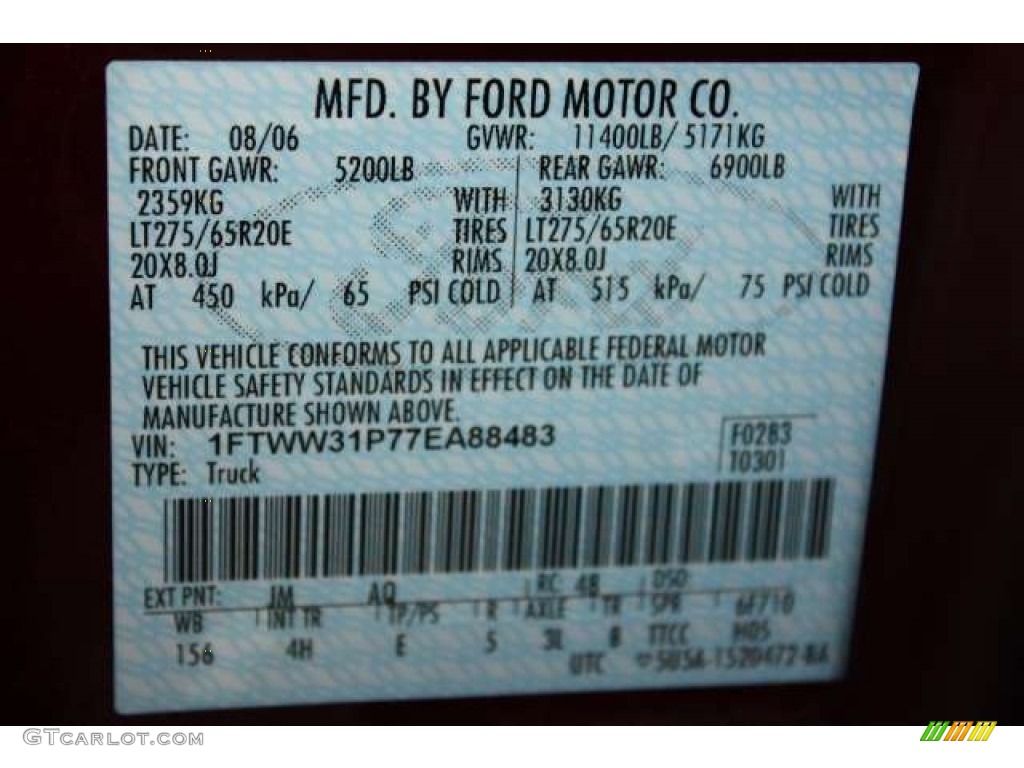 MFD. BY FORD MOTOR CO.
DATE: 08/06 GVWR: 11400LB/ 5171KG
FRONT GAWR: 5200LB REAR GAWR: 6900LB
2359KG WITH 3130KG WITH
LT275/65R20E TIRES LT275/65R20E TIRES
20X8.0J RIMS 20X8.0J RIMS
AT 450 kPa/ 65 PSI COLD AT 515 kPa/ 75 PSI COLD
THIS VEHICLE CONFORMS TO ALL APPLICABLE FEDERAL MOTOR
VEHICLE SAFETY STANDARDS IN EFFECT ON THE DATE OF
MANUFACTURE SHOWN ABOVE.
VIN: 1FTWW31P77EA88483 F0283
TYPE: Truck T0301
EXT PNT: JM AQ RC: 48 DSO:
WB INT TR TP/PS R AXLE TR SPR
156 4H E 5 3L 8
UTC
GTCARLOT.COM